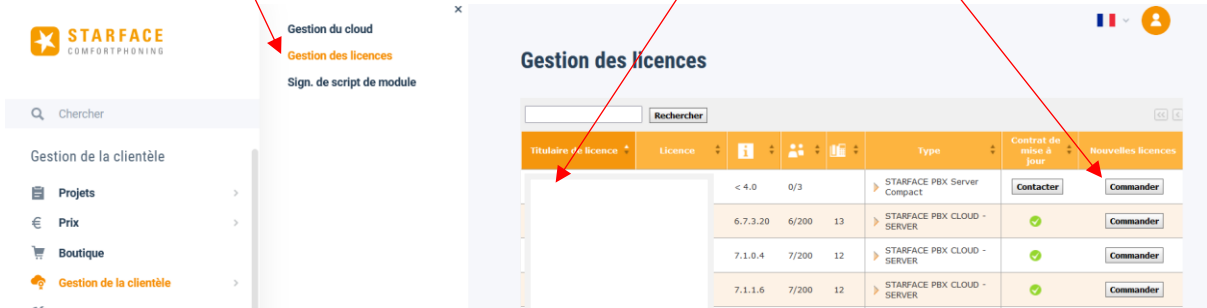 STARFACE
COMFORTPHONING
Chercher
Gestion de la clientèle
Projets
Prix
Boutique
Gestion de la clientèle
×
Gestion du cloud
Gestion des licences
Sign. de script de module
Gestion des licences
Rechercher
Titulaire de licence Licence Type Contrat de mise à jour Nouvelles licences
< 4.0 0/3 STARFACE PBX Server Compact Contacter Commander
6.7.3.20 6/200 13 STARFACE PBX CLOUD - SERVER Commander
7.1.0.4 7/200 12 STARFACE PBX CLOUD - SERVER Commander
7.1.1.6 7/200 12 STARFACE PBX CLOUD - SERVER Commander